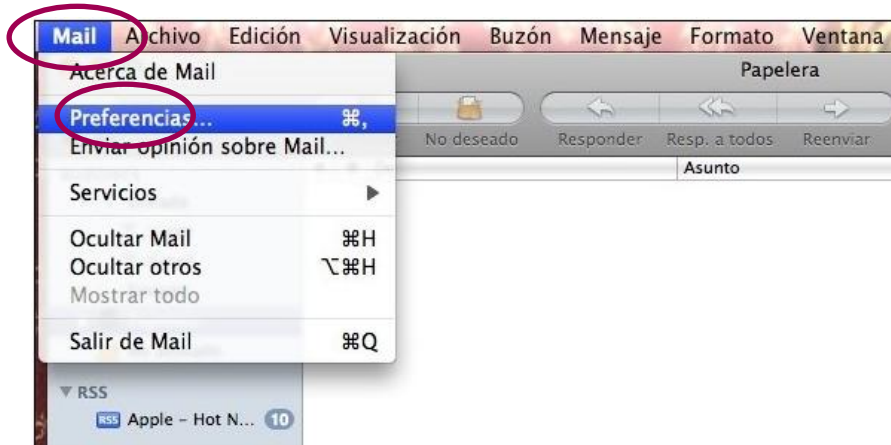 Mail Archivo Edición Visualización Buzón Mensaje Formato Ventana
Acerca de Mail
Preferencias... ⌘,
Enviar opinión sobre Mail...
Servicios ▶
Ocultar Mail ⌘H
Ocultar otros ⌥⌘H
Mostrar todo
Salir de Mail ⌘Q
Papelera
No deseado Responder Resp. a todos Reenviar
Asunto
RSS
RSS Apple – Hot N... 10